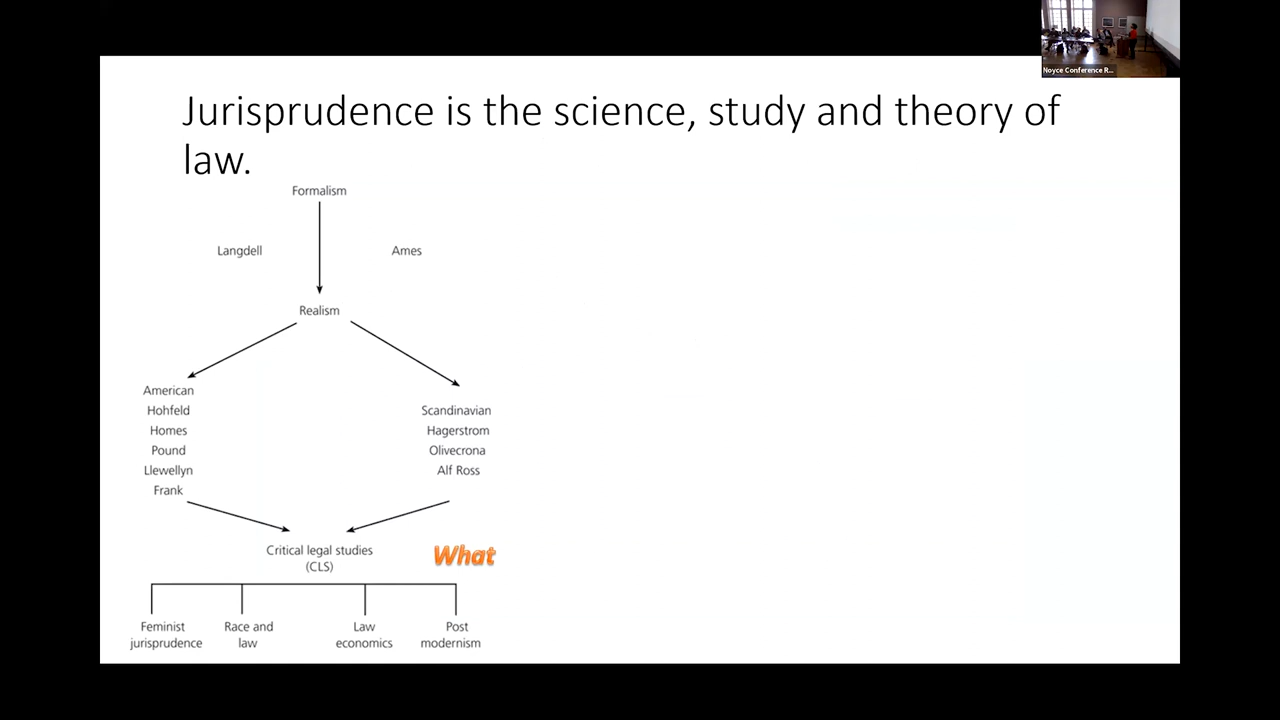 Noyce Conference R...
Jurisprudence is the science, study and theory of
law.
Formalism
Langdell
Ames
Realism
American
Hohfeld
Homes
Pound
Llewellyn
Frank
Scandinavian
Hagerstrom
Olivecrona
Alf Ross
Critical legal studies
(CLS)
What
Feminist
jurisprudence
Race and
law
Law
economics
Post
modernism